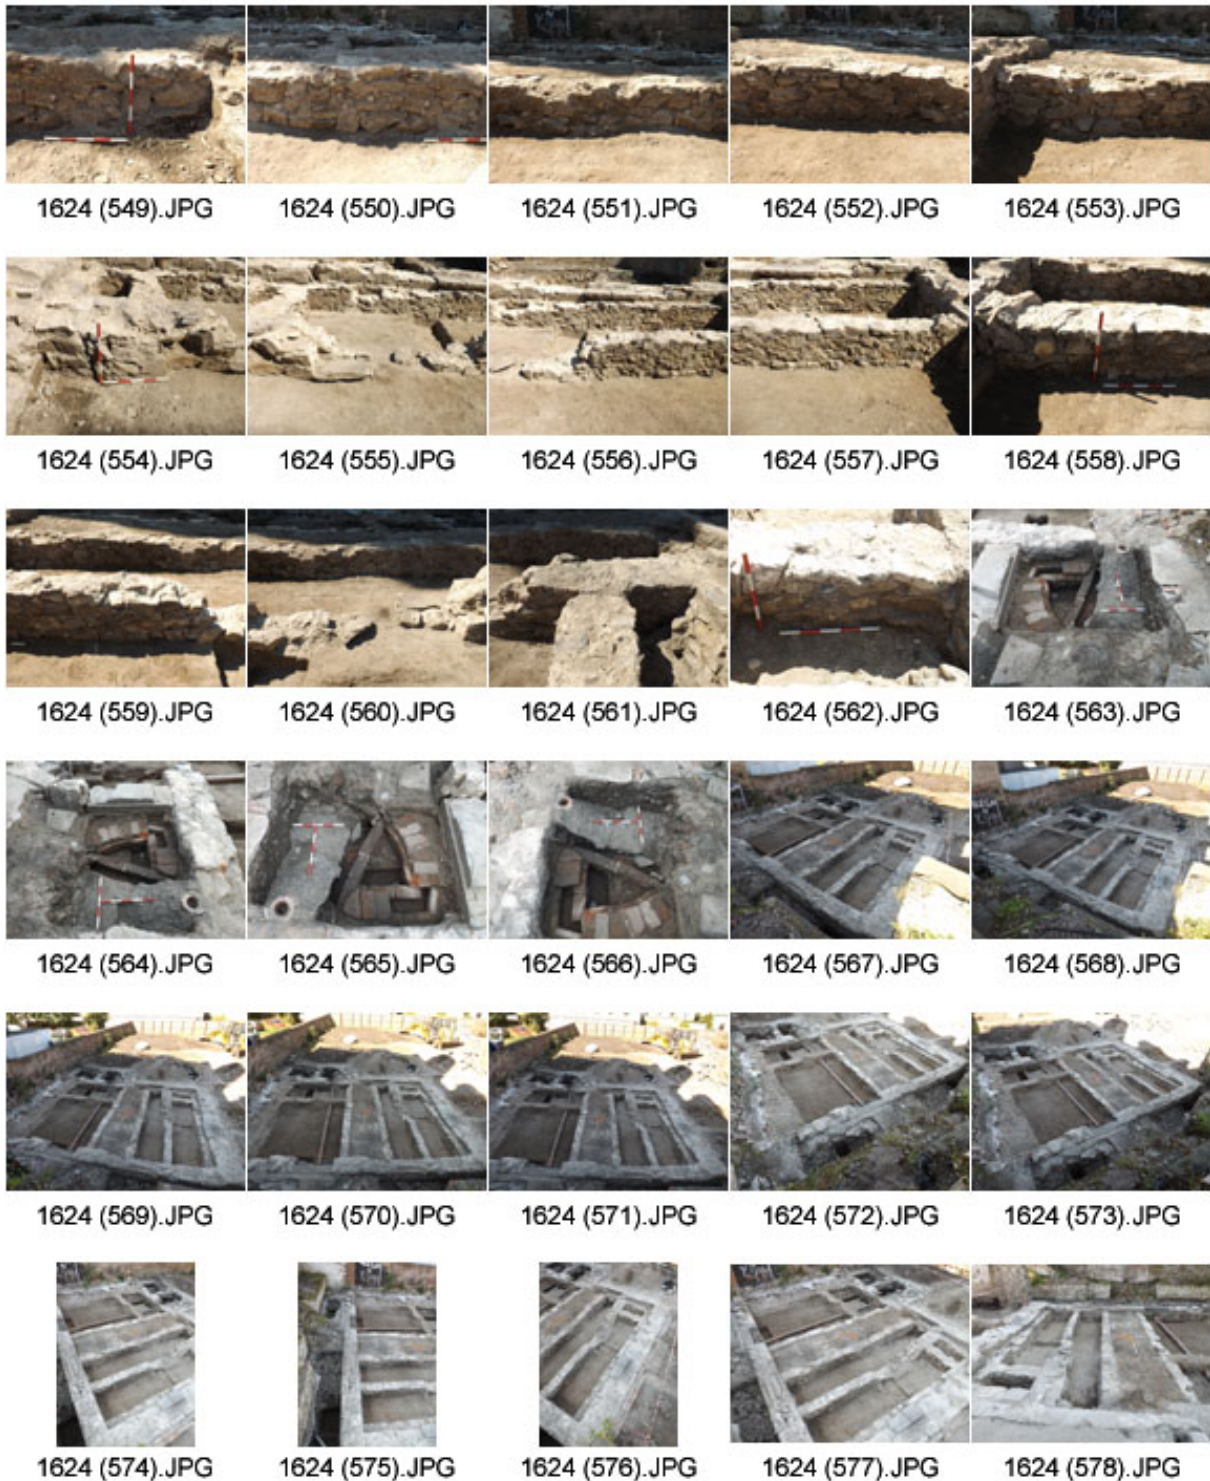 1624 (549).JPG 1624 (550).JPG 1624 (551).JPG 1624 (552).JPG 1624 (553).JPG
1624 (554).JPG 1624 (555).JPG 1624 (556).JPG 1624 (557).JPG 1624 (558).JPG
1624 (559).JPG 1624 (560).JPG 1624 (561).JPG 1624 (562).JPG 1624 (563).JPG
1624 (564).JPG 1624 (565).JPG 1624 (566).JPG 1624 (567).JPG 1624 (568).JPG
1624 (569).JPG 1624 (570).JPG 1624 (571).JPG 1624 (572).JPG 1624 (573).JPG
1624 (574).JPG 1624 (575).JPG 1624 (576).JPG 1624 (577).JPG 1624 (578).JPG